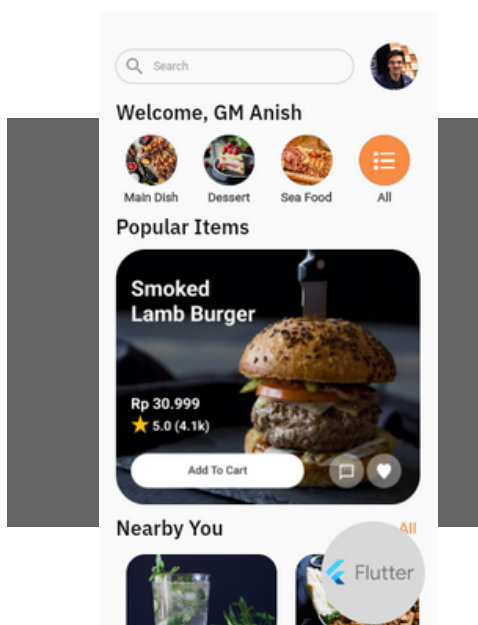 Search
Welcome, GM Anish
Main Dish
Dessert
Sea Food
All
Popular Items
Smoked
Lamb Burger
Rp 30.999
5.0 (4.1k)
Add To Cart
Nearby You
All
Flutter